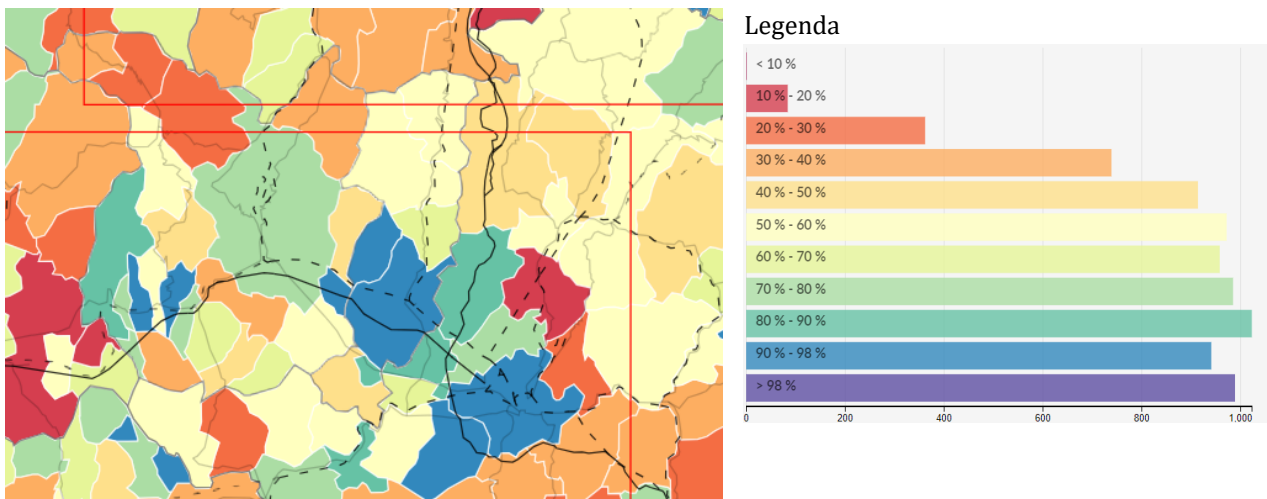 Legenda
< 10 %
10 % - 20 %
20 % - 30 %
30 % - 40 %
40 % - 50 %
50 % - 60 %
60 % - 70 %
70 % - 80 %
80 % - 90 %
90 % - 98 %
> 98 %
0 200 400 600 800 1.000